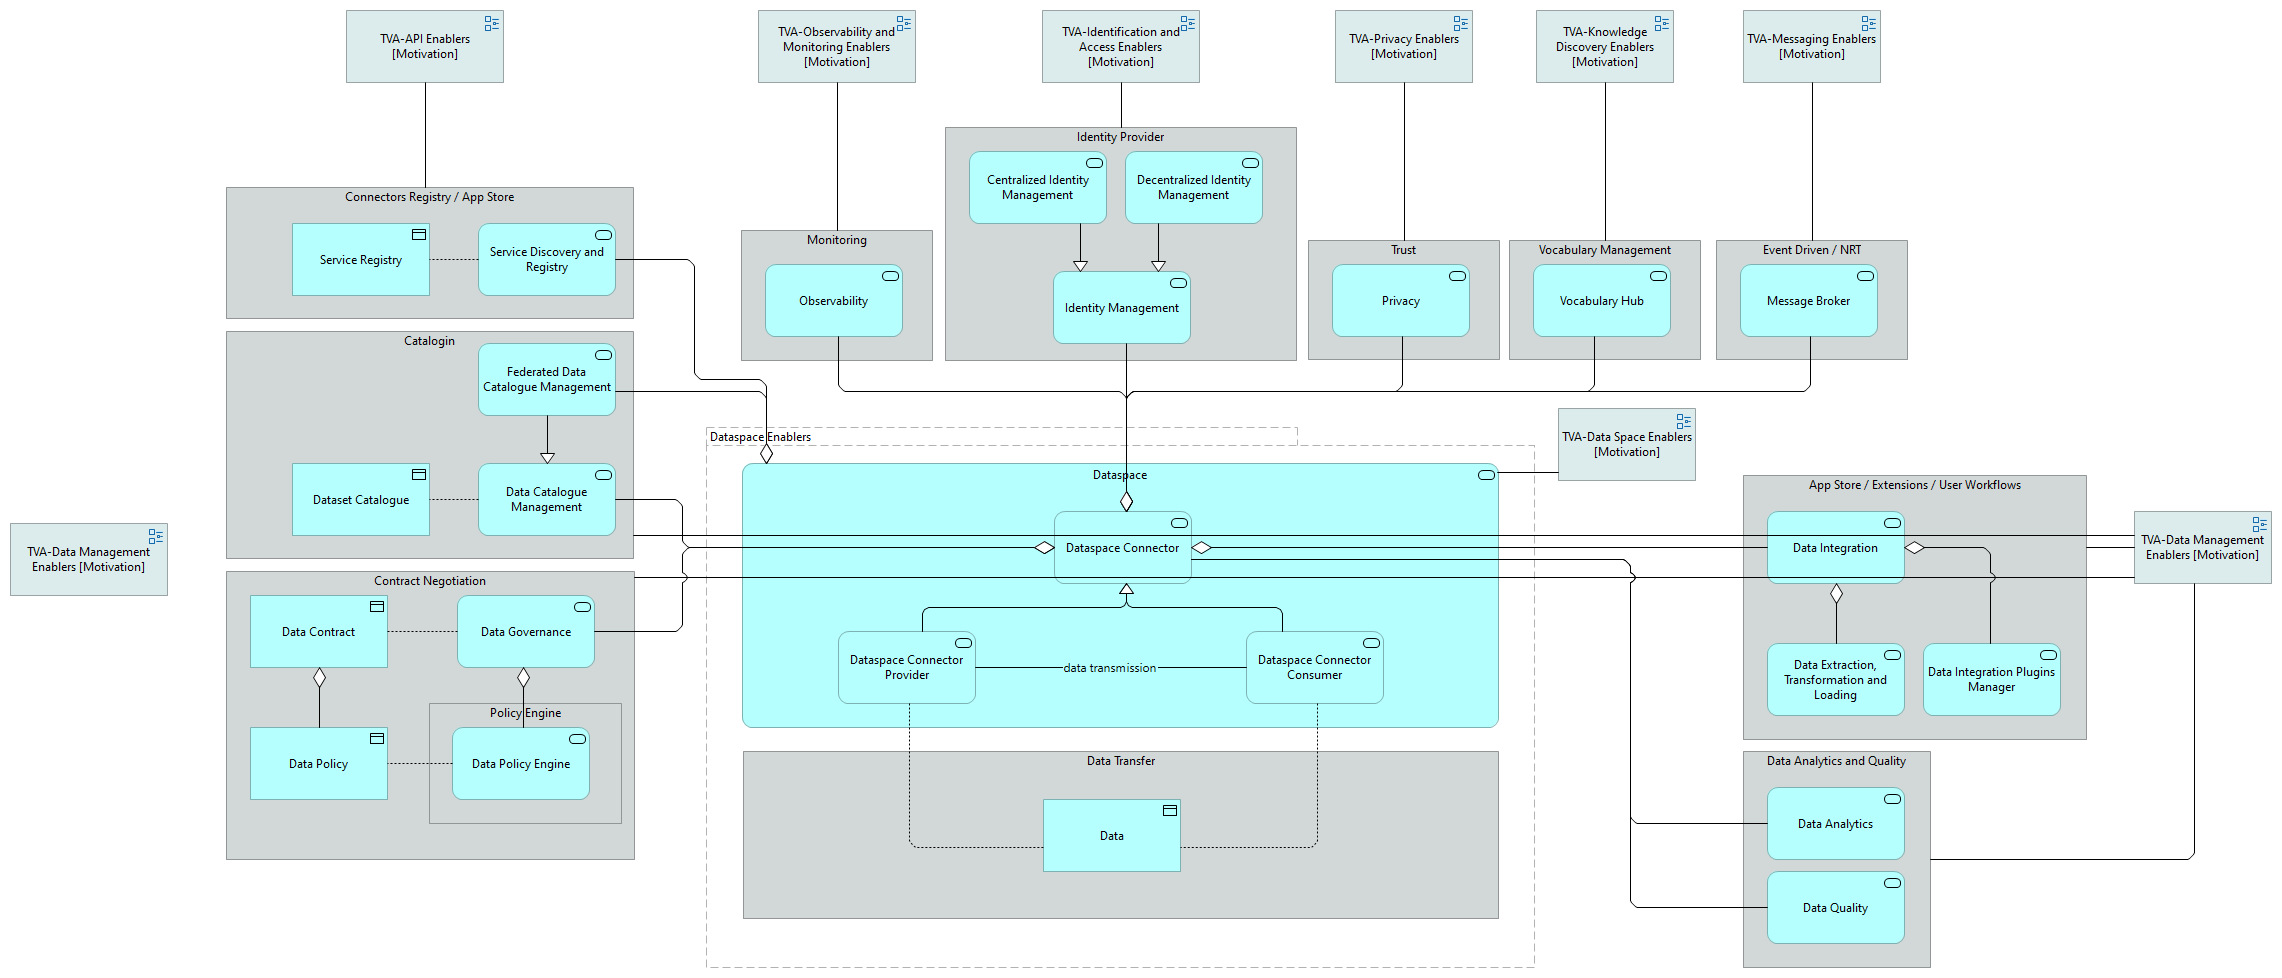 TVA-API Enablers
[Motivation]
TVA-Observability and
Monitoring Enablers
[Motivation]
TVA-Identification and
Access Enablers
[Motivation]
TVA-Privacy Enablers
[Motivation]
TVA-Knowledge
Discovery Enablers
[Motivation]
TVA-Messaging Enablers
[Motivation]
Identity Provider
Centralized Identity
Management
Decentralized Identity
Management
Identity Management
Connectors Registry / App Store
Service Registry
Service Discovery and
Registry
Monitoring
Observability
Trust
Privacy
Vocabulary Management
Vocabulary Hub
Event Driven / NRT
Message Broker
Catalogin
Federated Data
Catalogue Management
Dataset Catalogue
Data Catalogue
Management
Dataspace Enablers
TVA-Data Space Enablers
[Motivation]
Dataspace
Dataspace Connector
Dataspace Connector
Provider
data transmission
Dataspace Connector
Consumer
App Store / Extensions / User Workflows
Data Integration
Data Extraction,
Transformation and
Loading
Data Integration Plugins
Manager
TVA-Data Management
Enablers [Motivation]
TVA-Data Management
Enablers [Motivation]
Contract Negotiation
Data Contract
Data Governance
Policy Engine
Data Policy
Data Policy Engine
Data Transfer
Data
Data Analytics and Quality
Data Analytics
Data Quality